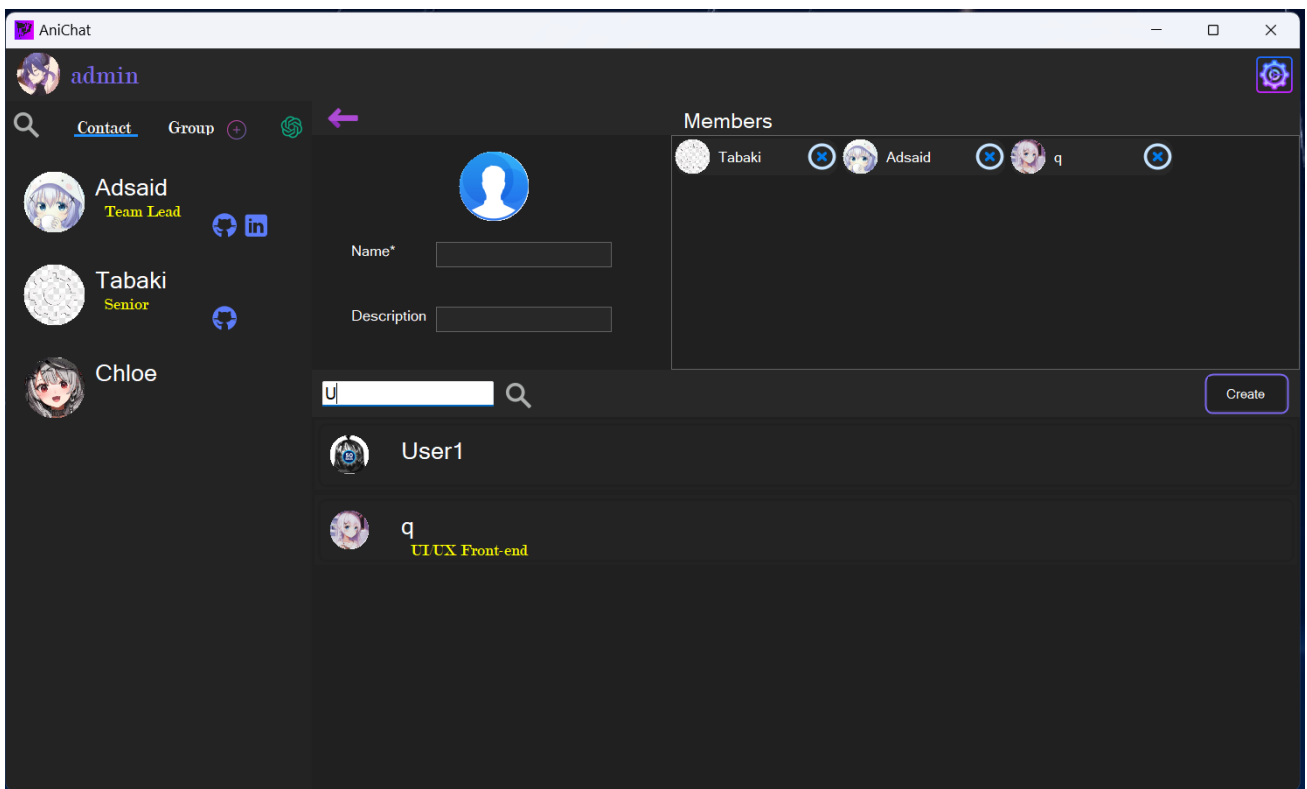 AniChat
admin
Contact Group
Adsaid
Team Lead
Tabaki
Senior
Chloe
Members
Tabaki Adsaid q
Name*
Description
U
Create
User1
q
UI/UX Front-end